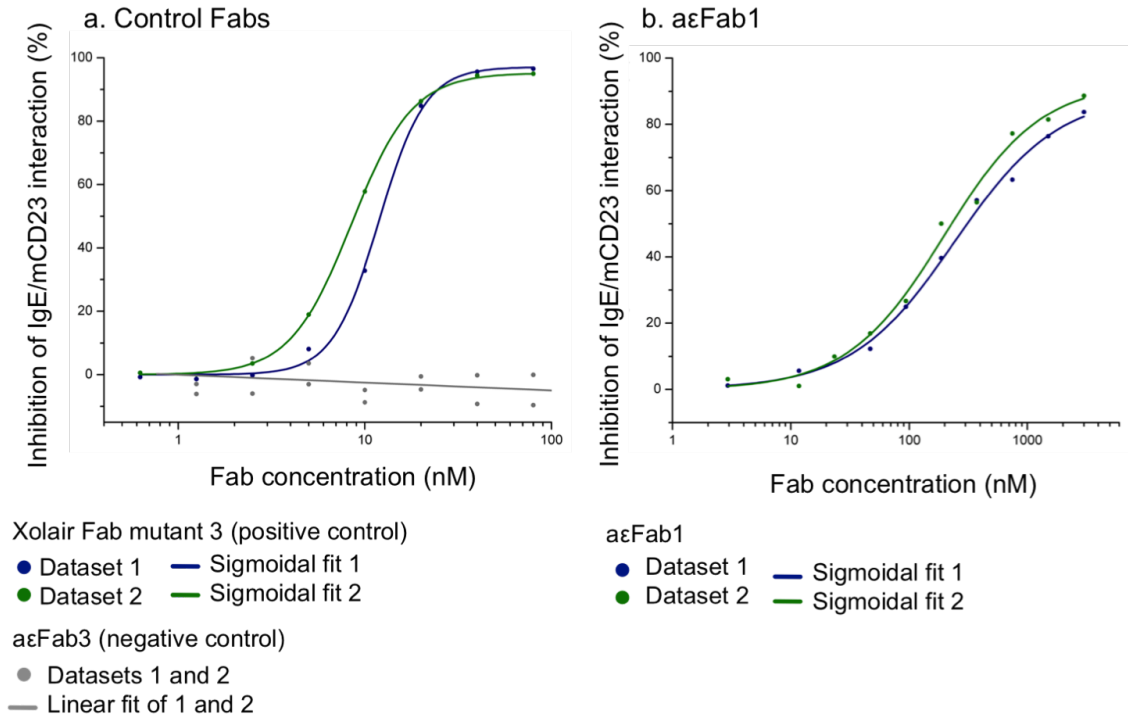 a. Control Fabs
Inhibition of IgE/mCD23 interaction (%)
100
80
60
40
20
0
1
10
100
Fab concentration (nM)
b. aεFab1
Inhibition of IgE/mCD23 interaction (%)
100
80
60
40
20
0
1
10
100
1000
Fab concentration (nM)
Xolair Fab mutant 3 (positive control)
Dataset 1
Sigmoidal fit 1
Dataset 2
Sigmoidal fit 2
aεFab3 (negative control)
Datasets 1 and 2
Linear fit of 1 and 2
aεFab1
Dataset 1
Sigmoidal fit 1
Dataset 2
Sigmoidal fit 2